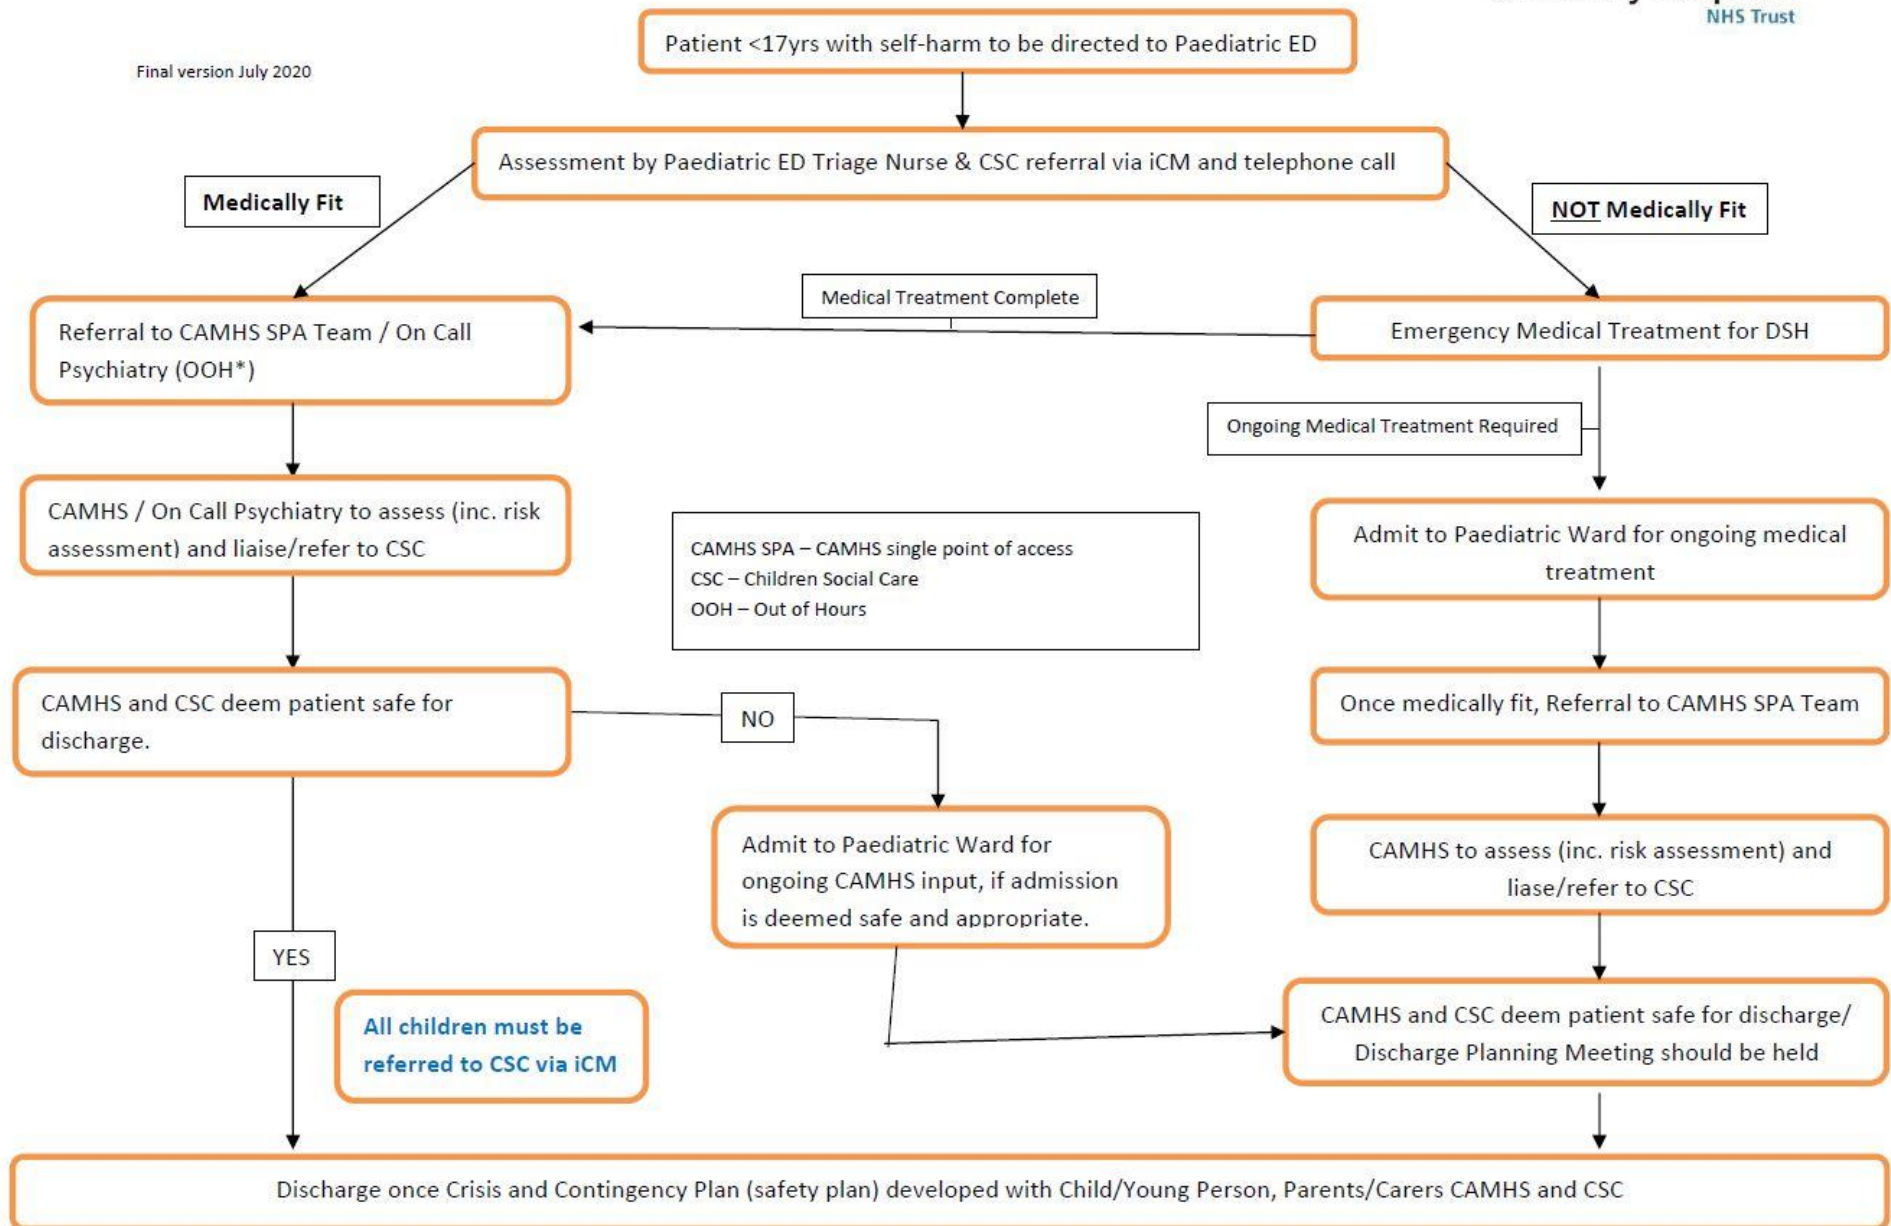 NHS Trust
Patient <17yrs with self-harm to be directed to Paediatric ED
Final version July 2020
Assessment by Paediatric ED Triage Nurse & CSC referral via iCM and telephone call
Medically Fit
NOT Medically Fit
Medical Treatment Complete
Referral to CAMHS SPA Team / On Call
Psychiatry (OOH*)
Emergency Medical Treatment for DSH
Ongoing Medical Treatment Required
CAMHS / On Call Psychiatry to assess (inc. risk
assessment) and liaise/refer to CSC
CAMHS SPA – CAMHS single point of access
CSC – Children Social Care
OOH – Out of Hours
Admit to Paediatric Ward for ongoing medical
treatment
CAMHS and CSC deem patient safe for
discharge.
NO
Once medically fit, Referral to CAMHS SPA Team
Admit to Paediatric Ward for
ongoing CAMHS input, if admission
is deemed safe and appropriate.
CAMHS to assess (inc. risk assessment) and
liase/refer to CSC
YES
All children must be
referred to CSC via iCM
CAMHS and CSC deem patient safe for discharge/
Discharge Planning Meeting should be held
Discharge once Crisis and Contingency Plan (safety plan) developed with Child/Young Person, Parents/Carers CAMHS and CSC